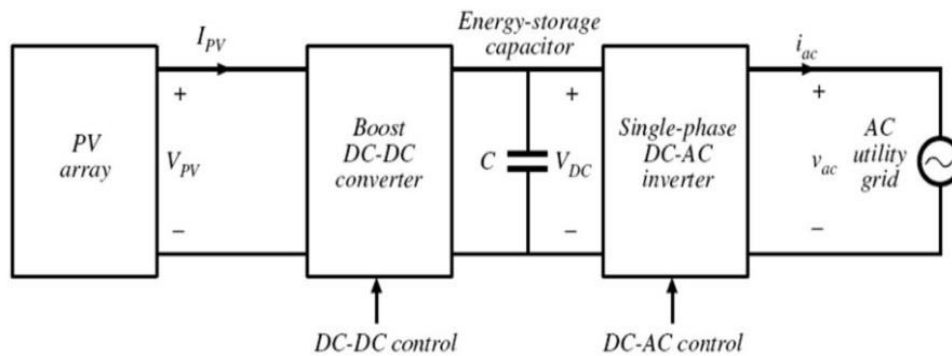 Energy-storage
capacitor
I_PV
i_ac
+
+
+
PV
array
V_PV
Boost
DC-DC
converter
C
V_DC
Single-phase
DC-AC
inverter
v_ac
AC
utility
grid
–
–
–
DC-DC control
DC-AC control